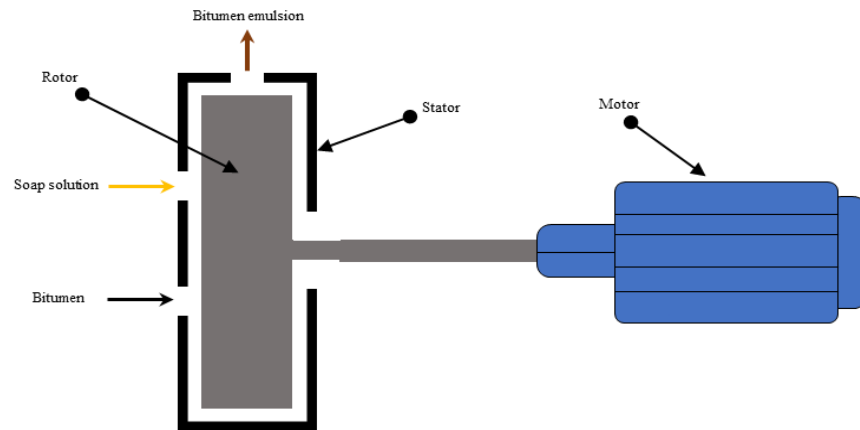 Bitumen emulsion
Rotor
Motor
Stator
Soap solution
Bitumen